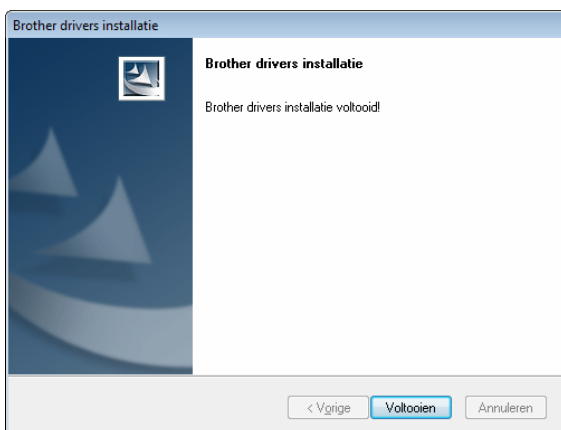 Brother drivers installatie
Brother drivers installatie
Brother drivers installatie voltooid!
< Vorige
Voltooien
Annuleren